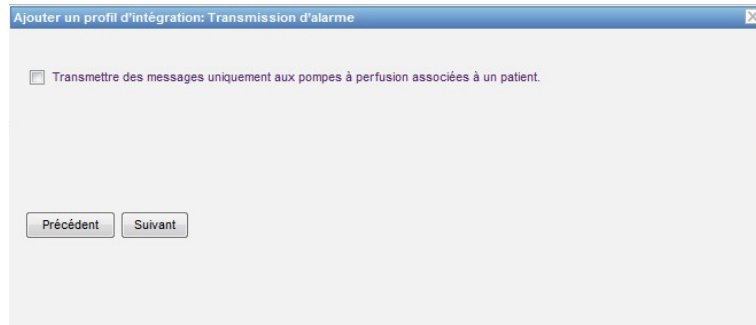 Ajouter un profil d'intégration: Transmission d'alarme
Transmettre des messages uniquement aux pompes à perfusion associées à un patient.
Précédent
Suivant